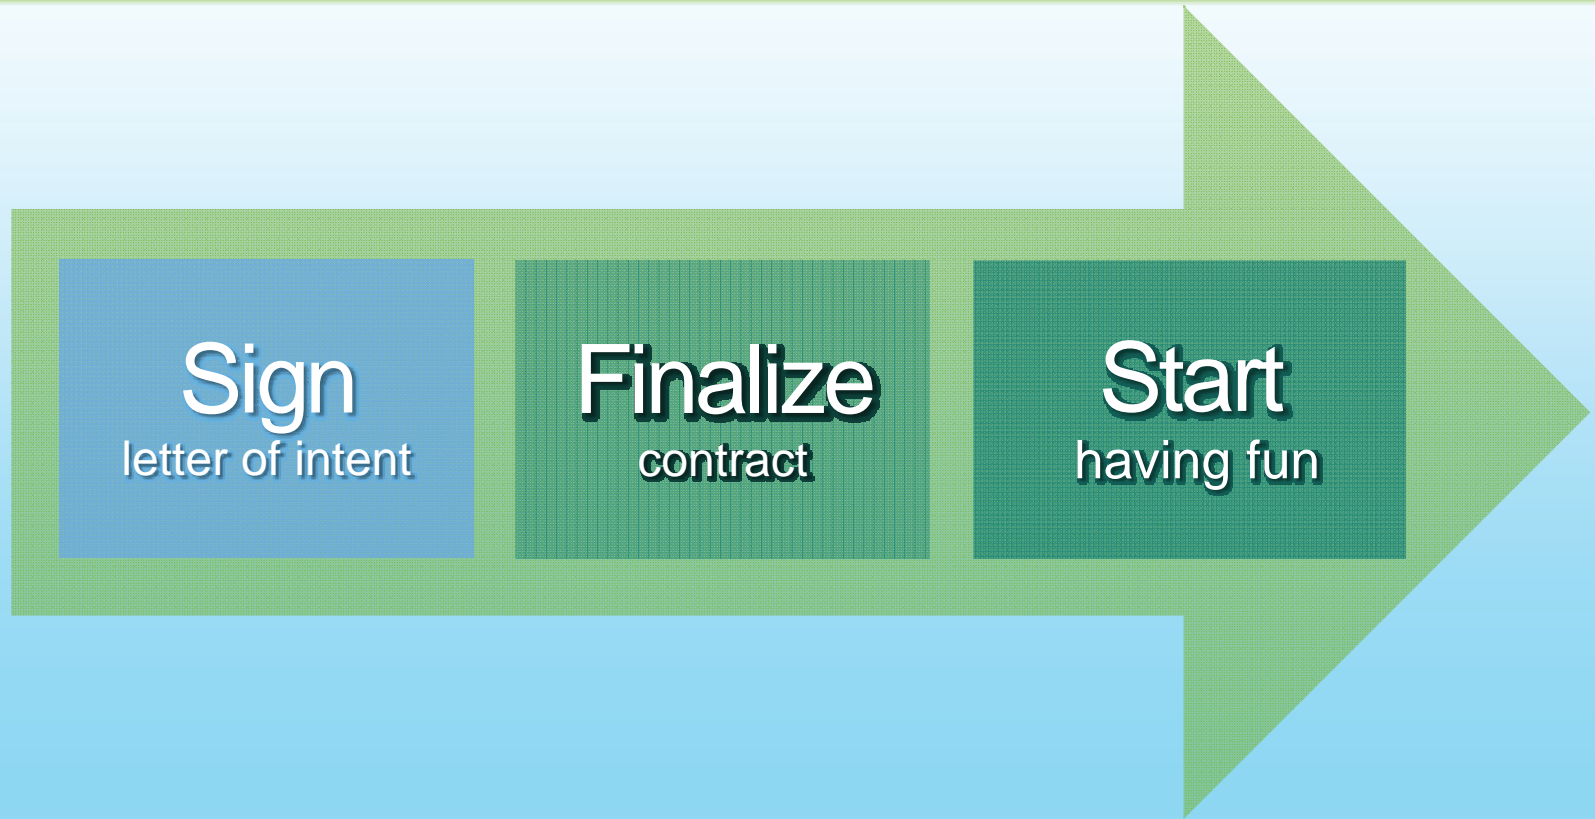 Sign
letter of intent
Finalize
contract
Start
having fun